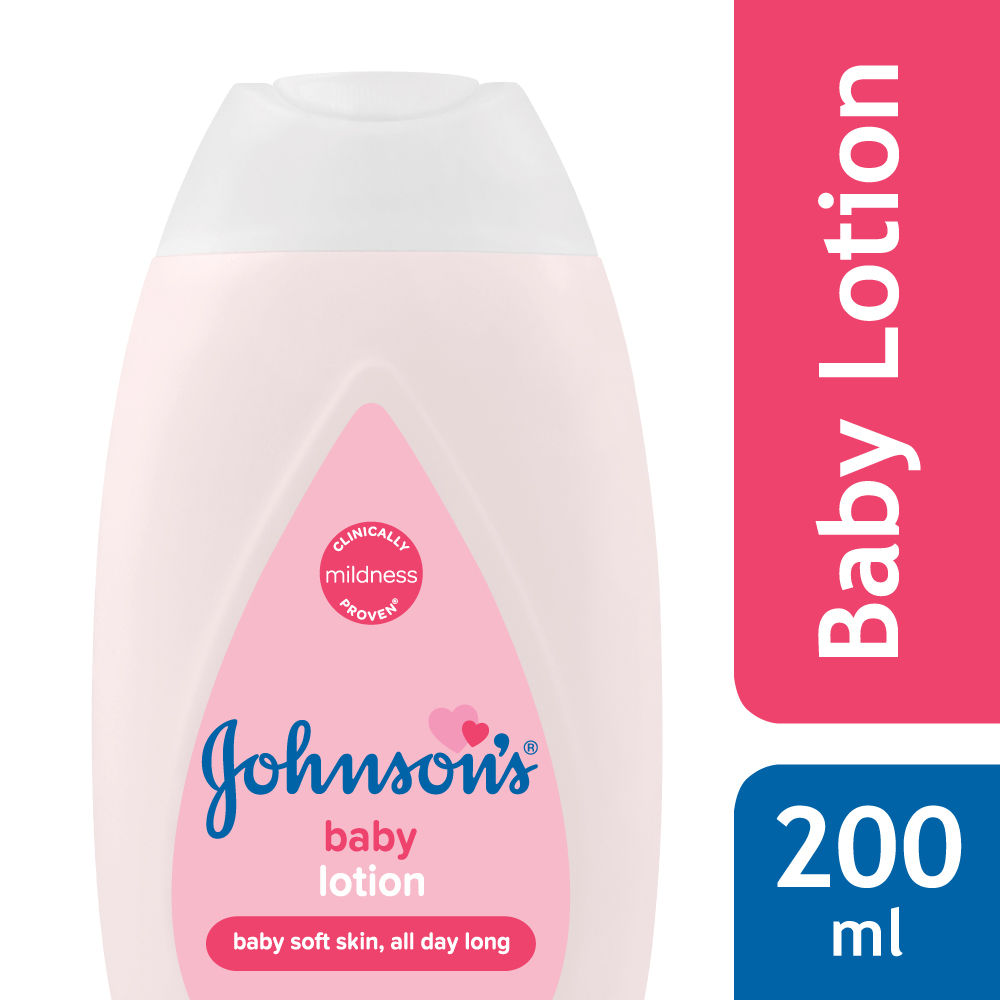 CLINICALLY
mildness
PROVEN®
Johnson's®
baby
lotion
baby soft skin, all day long
Baby Lotion
200
ml